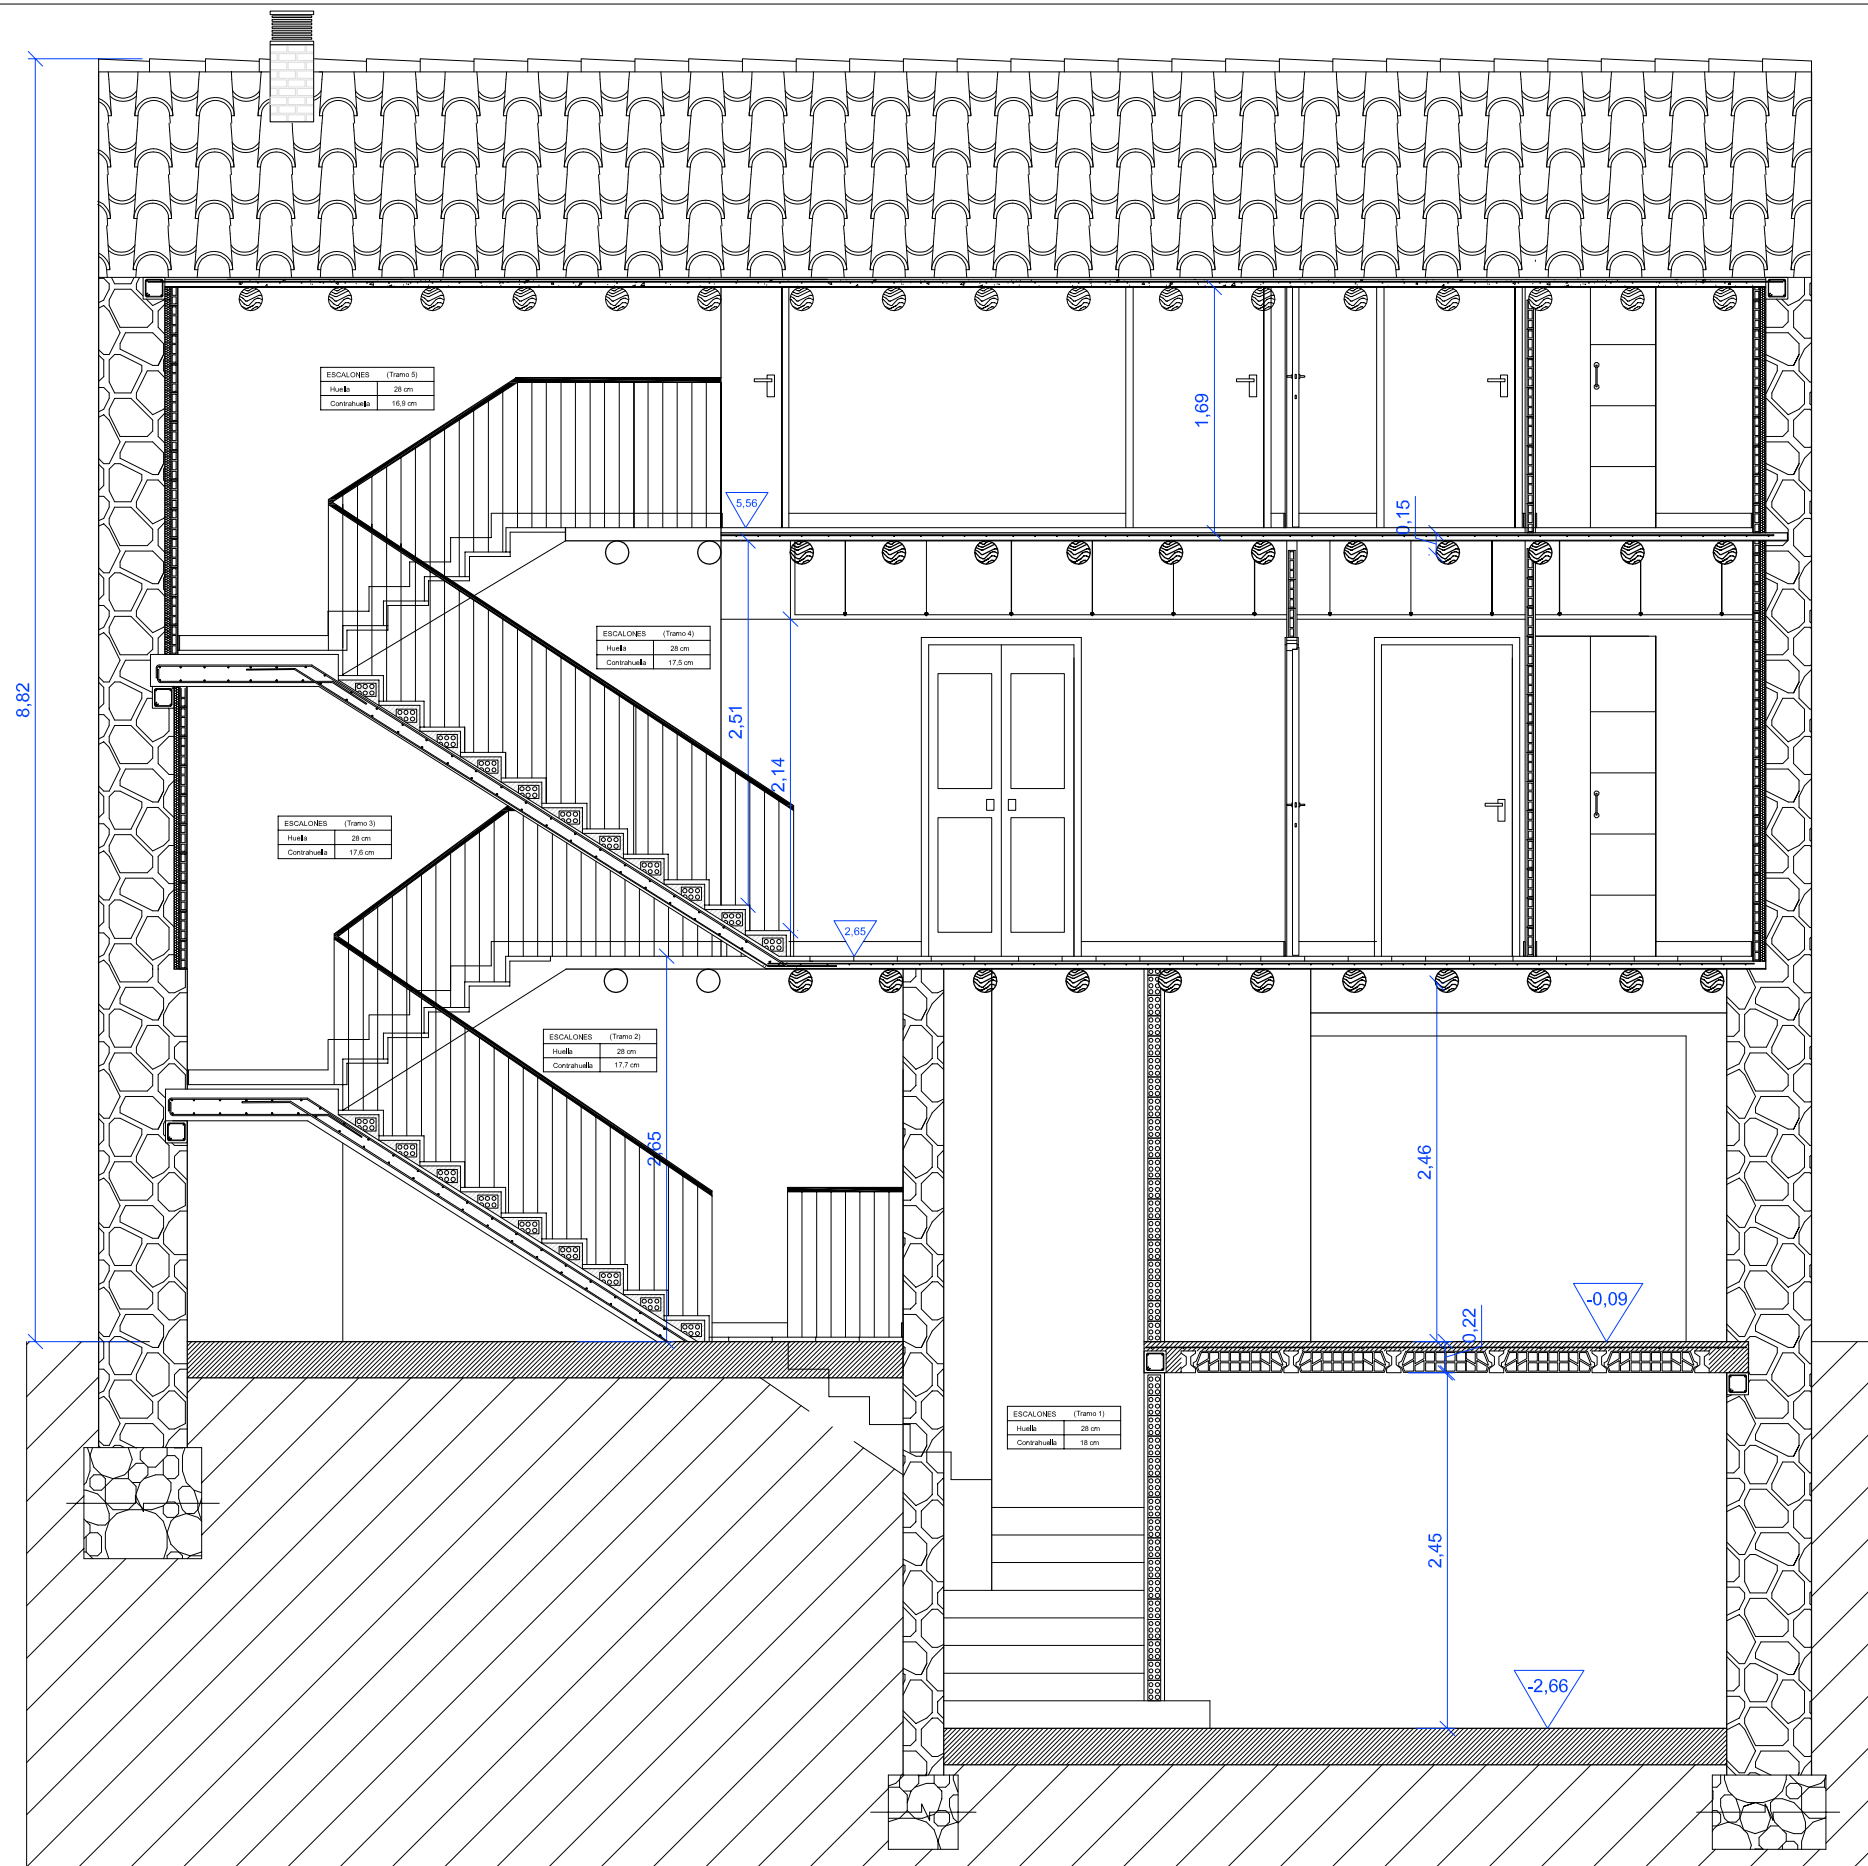 ESCALONES (Tramo 5)
Huella 28 cm
Contrahuella 16,9 cm
1,69
5,56
0,15
ESCALONES (Tramo 4)
Huella 28 cm
Contrahuella 17,5 cm
8,82
2,51
2,14
ESCALONES (Tramo 3)
Huella 28 cm
Contrahuella 17,6 cm
2,65
ESCALONES (Tramo 2)
Huella 28 cm
Contrahuella 17,7 cm
2,65
2,46
-0,09
0,22
ESCALONES (Tramo 1)
Huella 28 cm
Contrahuella 18 cm
2,45
-2,66